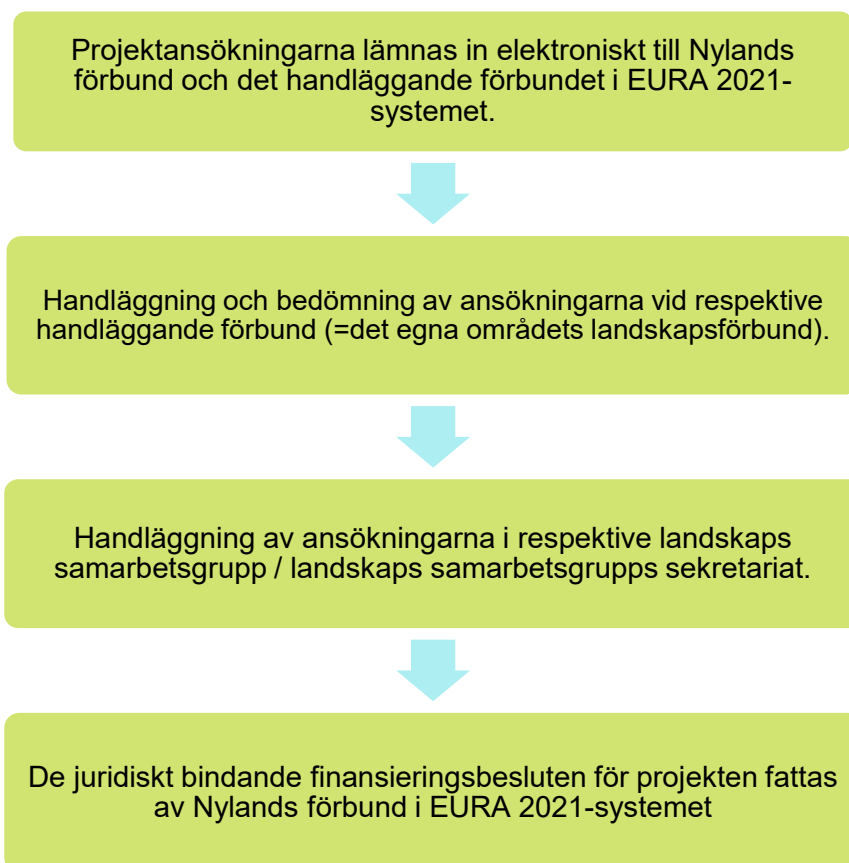 Projektansökningarna lämnas in elektroniskt till Nylands
förbund och det handläggande förbundet i EURA 2021-
systemet.
Handläggning och bedömning av ansökningarna vid respektive
handläggande förbund (=det egna områdets landskapsförbund).
Handläggning av ansökningarna i respektive landskaps
samarbetsgrupp / landskaps samarbetsgrupps sekretariat.
De juridiskt bindande finansieringsbesluten för projekten fattas
av Nylands förbund i EURA 2021-systemet